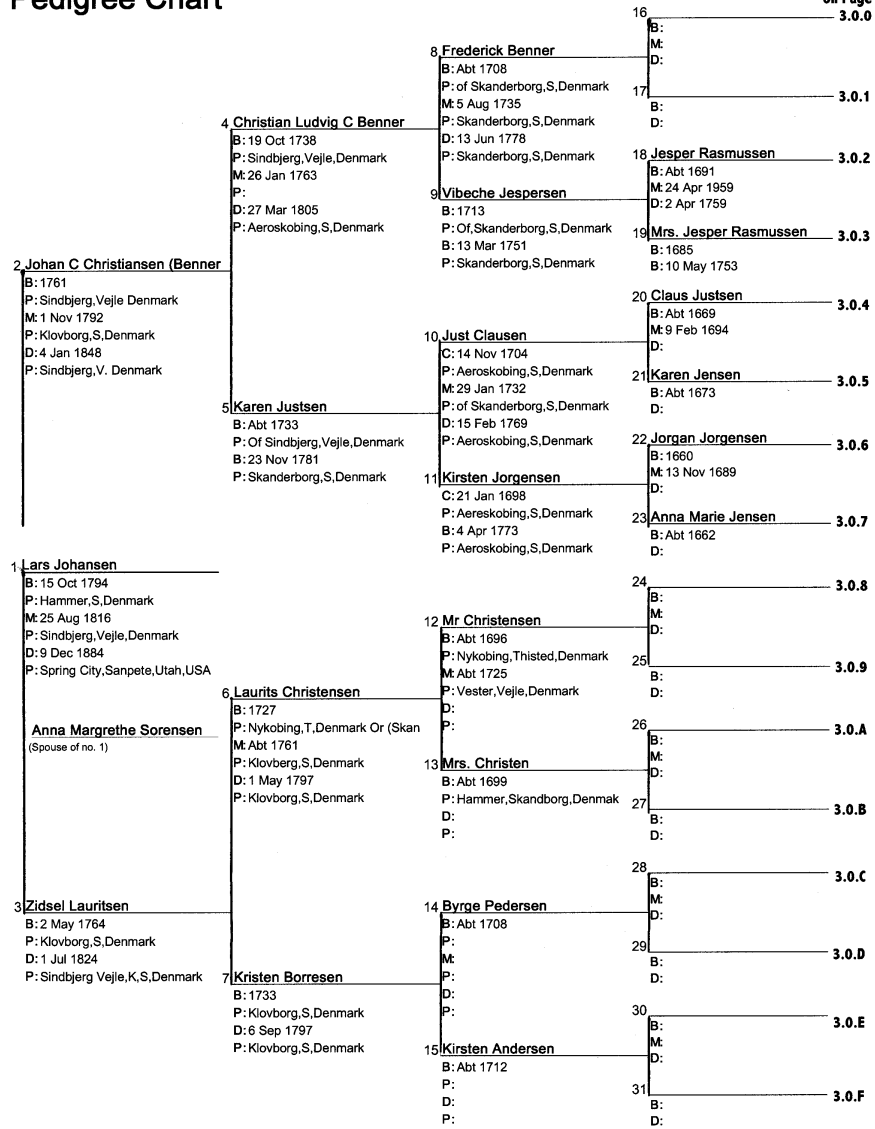 Pedigree Chart
on Page
16
3.0.0
B:
M:
D:
17
3.0.1
B:
D:
8 Frederick Benner
B: Abt 1708
P: of Skanderborg,S,Denmark
M: 5 Aug 1735
P: Skanderborg,S,Denmark
D: 13 Jun 1778
P: Skanderborg,S,Denmark
4 Christian Ludvig C Benner
B: 19 Oct 1738
P: Sindbjerg,Vejle,Denmark
M: 26 Jan 1763
P:
D: 27 Mar 1805
P: Aeroskobing,S,Denmark
18 Jesper Rasmussen
3.0.2
B: Abt 1691
M: 24 Apr 1959
D: 2 Apr 1759
9 Vibeche Jespersen
B: 1713
P: Of,Skanderborg,S,Denmark
B: 13 Mar 1751
P: Skanderborg,S,Denmark
19 Mrs. Jesper Rasmussen
3.0.3
B: 1685
B: 10 May 1753
2 Johan C Christiansen (Benner
B: 1761
P: Sindbjerg,Vejle Denmark
M: 1 Nov 1792
P: Klovborg,S,Denmark
D: 4 Jan 1848
P: Sindbjerg,V. Denmark
20 Claus Justsen
3.0.4
B: Abt 1669
M: 9 Feb 1694
D:
10 Just Clausen
C: 14 Nov 1704
P: Aeroskobing,S,Denmark
M: 29 Jan 1732
P: of Skanderborg,S,Denmark
D: 15 Feb 1769
P: Aeroskobing,S,Denmark
21 Karen Jensen
3.0.5
B: Abt 1673
D:
5 Karen Justsen
B: Abt 1733
P: Of Sindbjerg,Vejle,Denmark
B: 23 Nov 1781
P: Skanderborg,S,Denmark
22 Jorgan Jorgensen
3.0.6
B: 1660
M: 13 Nov 1689
D:
11 Kirsten Jorgensen
C: 21 Jan 1698
P: Aereskobing,S,Denmark
B: 4 Apr 1773
P: Aeroskobing,S,Denmark
23 Anna Marie Jensen
3.0.7
B: Abt 1662
D:
1 Lars Johansen
B: 15 Oct 1794
P: Hammer,S,Denmark
M: 25 Aug 1816
P: Sindbjerg,Vejle,Denmark
D: 9 Dec 1884
P: Spring City,Sanpete,Utah,USA
Anna Margrethe Sorensen
(Spouse of no. 1)
24
3.0.8
B:
M:
D:
12 Mr Christensen
B: Abt 1696
P: Nykobing,Thisted,Denmark
M: Abt 1725
P: Vester,Vejle,Denmark
D:
P:
25
3.0.9
B:
D:
6 Laurits Christensen
B: 1727
P: Nykobing,T,Denmark Or (Skan
M: Abt 1761
P: Klovberg,S,Denmark
D: 1 May 1797
P: Klovborg,S,Denmark
26
3.0.A
B:
M:
D:
13 Mrs. Christen
B: Abt 1699
P: Hammer,Skandborg,Denmak
D:
P:
27
3.0.B
B:
D:
28
3.0.C
B:
M:
D:
3 Zidsel Lauritsen
B: 2 May 1764
P: Klovborg,S,Denmark
D: 1 Jul 1824
P: Sindbjerg Vejle,K,S,Denmark
14 Byrge Pedersen
B: Abt 1708
P:
M:
P:
D:
P:
29
3.0.D
B:
D:
7 Kristen Borresen
B: 1733
P: Klovborg,S,Denmark
D: 6 Sep 1797
P: Klovborg,S,Denmark
30
3.0.E
B:
M:
D:
15 Kirsten Andersen
B: Abt 1712
P:
D:
P:
31
3.0.F
B:
D: